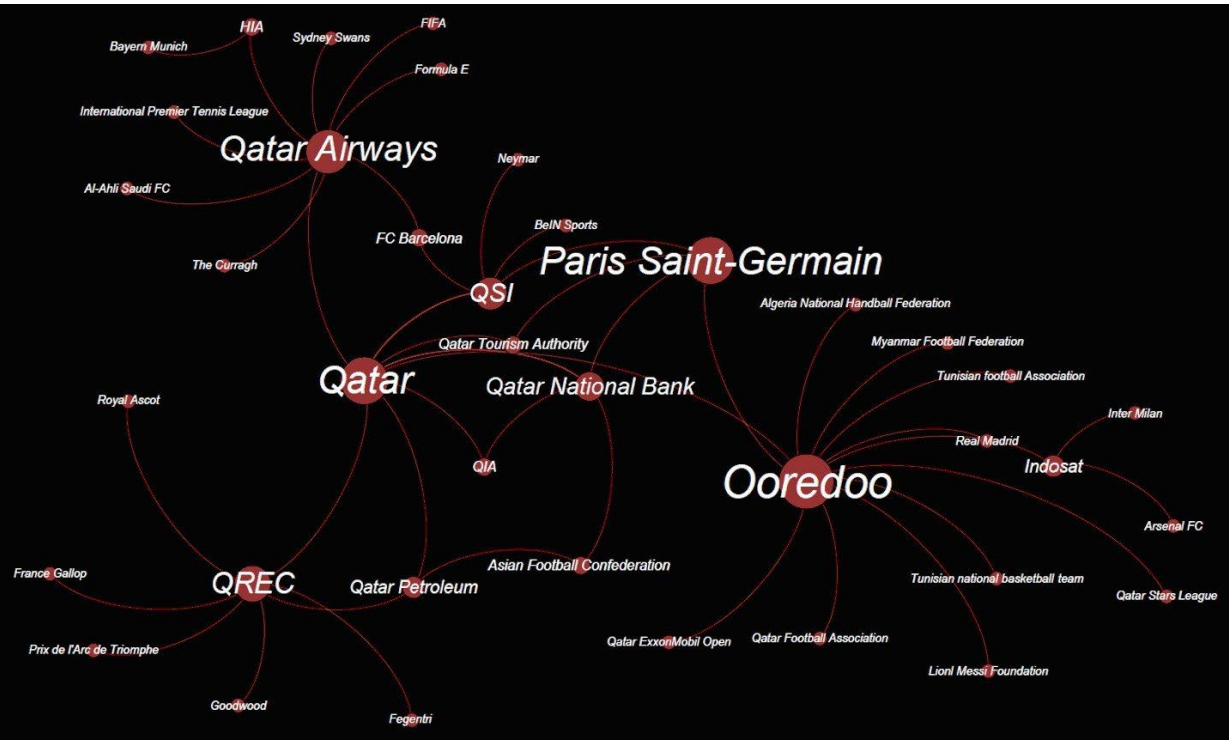 FIFA
HIA
Sydney Swans
Bayern Munich
Formula E
International Premier Tennis League
Qatar Airways
Neymar
Al-Ahli Saudi FC
BeIN Sports
FC Barcelona
Paris Saint-Germain
The Curragh
QSI
Algeria National Handball Federation
Qatar Tourism Authority
Myanmar Football Federation
Tunisian football Association
Qatar
Qatar National Bank
Royal Ascot
Inter Milan
Real Madrid
QIA
Indosat
Ooredoo
Arsenal FC
Asian Football Confederation
France Gallop
QREC
Qatar Petroleum
Tunisian national basketball team
Qatar Stars League
Qatar ExxonMobil Open
Qatar Football Association
Prix de l'Arc de Triomphe
Lionl Messi Foundation
Goodwood
Fegentri